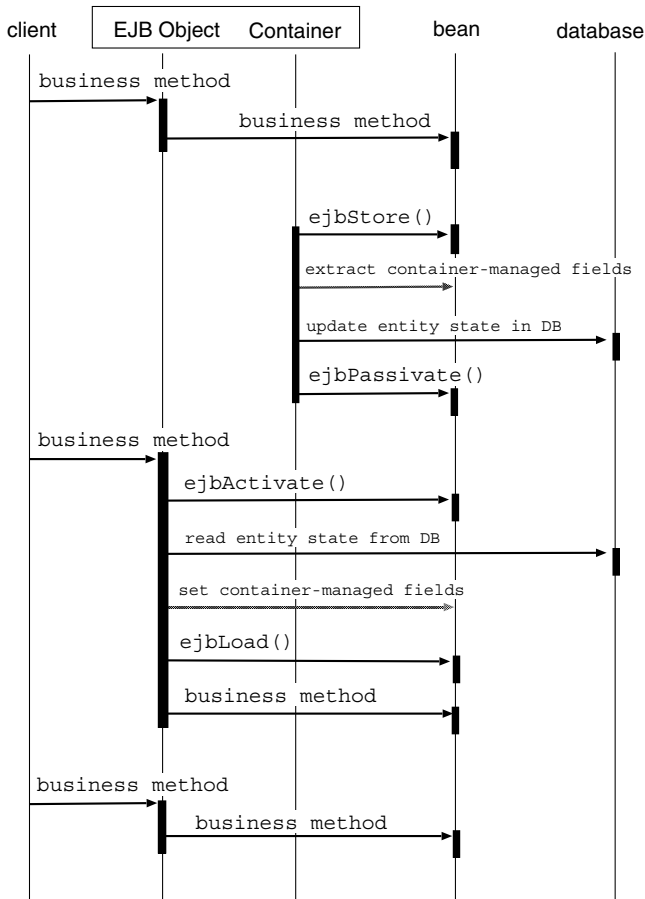 client EJB Object Container bean database
business method
business method
ejbStore()
extract container-managed fields
update entity state in DB
ejbPassivate()
business method
ejbActivate()
read entity state from DB
set container-managed fields
ejbLoad()
business method
business method
business method